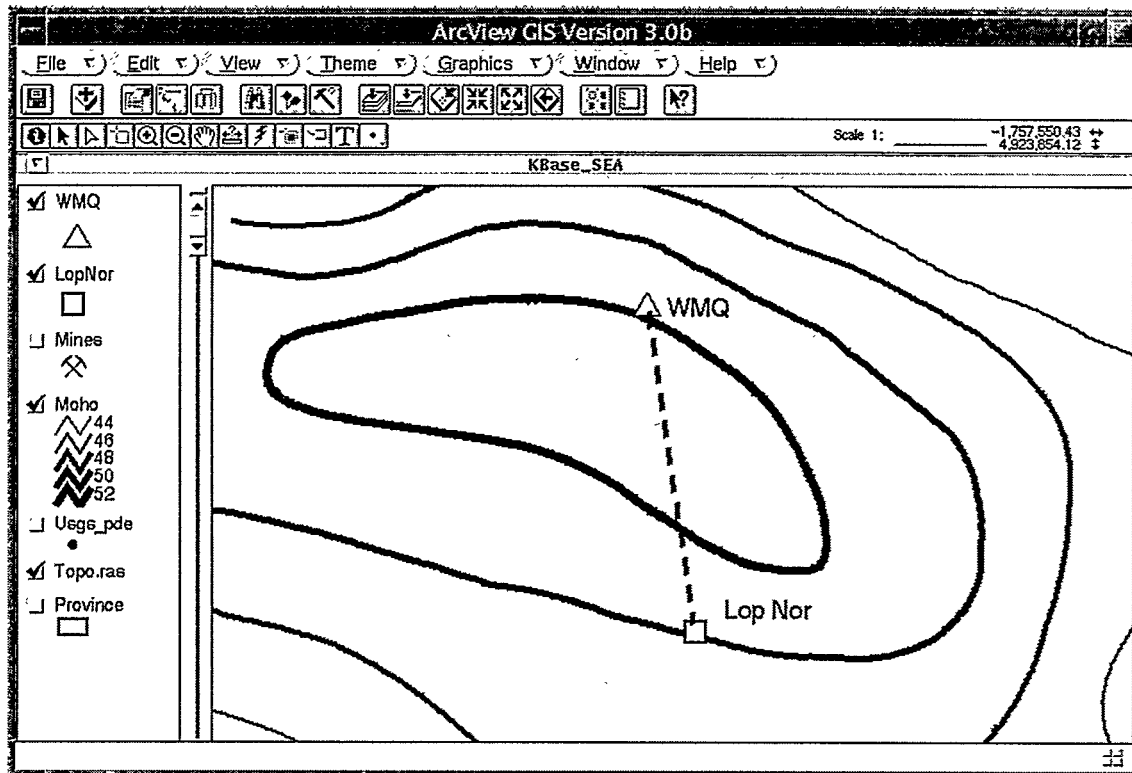 ArcView GIS Version 3.0b
File Edit View Theme Graphics Window Help
Scale 1: -1,757,550.43
4,923,654.12
KBase_SEA
WMQ
LopNor
Mines
Moho
44
46
48
50
52
Usgs_pde
Topo.ras
Province
WMQ
Lop Nor